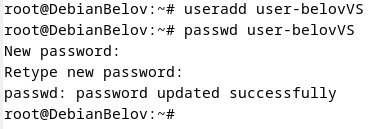 root@DebianBelov:~# useradd user-belovVS
root@DebianBelov:~# passwd user-belovVS
New password:
Retype new password:
passwd: password updated successfully
root@DebianBelov:~#